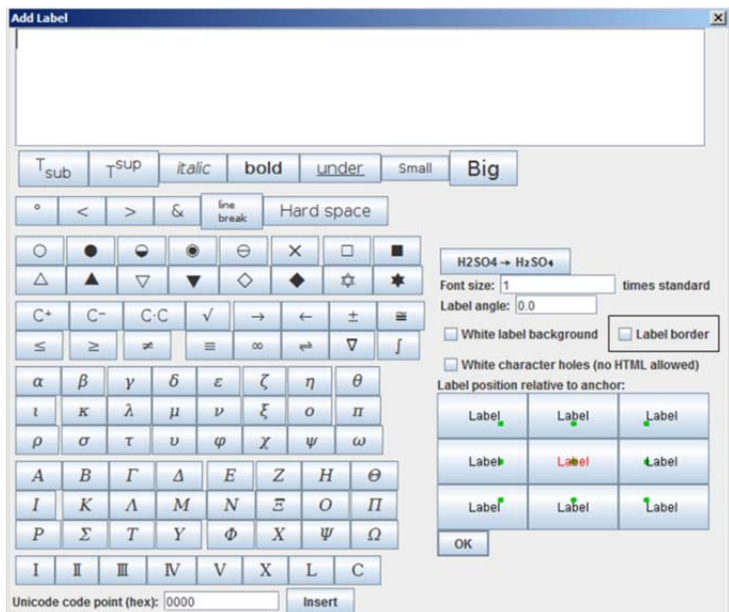 Add Label
Tsub Tsup italic bold under Small Big
° < > & line break Hard space
○ ● ◒ ◉ ⊖ × □ ■
△ ▲ ▽ ▼ ◇ ◆ ✡ ✶
H2SO4 → H₂SO₄
Font size: 1 times standard
C⁺ C⁻ C·C √ → ← ± ≅
Label angle: 0.0
≤ ≥ ≠ ≡ ∞ ⇌ ∇ ∫
White label background Label border
White character holes (no HTML allowed)
Label position relative to anchor:
α β γ δ ε ζ η θ
ι κ λ μ ν ξ ο π
ρ σ τ υ φ χ ψ ω
Label Label Label
Label Label Label
Label Label Label
Α Β Γ Δ Ε Ζ Η Θ
Ι Κ Λ Μ Ν Ξ Ο Π
Ρ Σ Τ Υ Φ Χ Ψ Ω
OK
Ⅰ Ⅱ Ⅲ Ⅳ Ⅴ Ⅹ Ⅼ Ⅽ
Unicode code point (hex): 0000 Insert